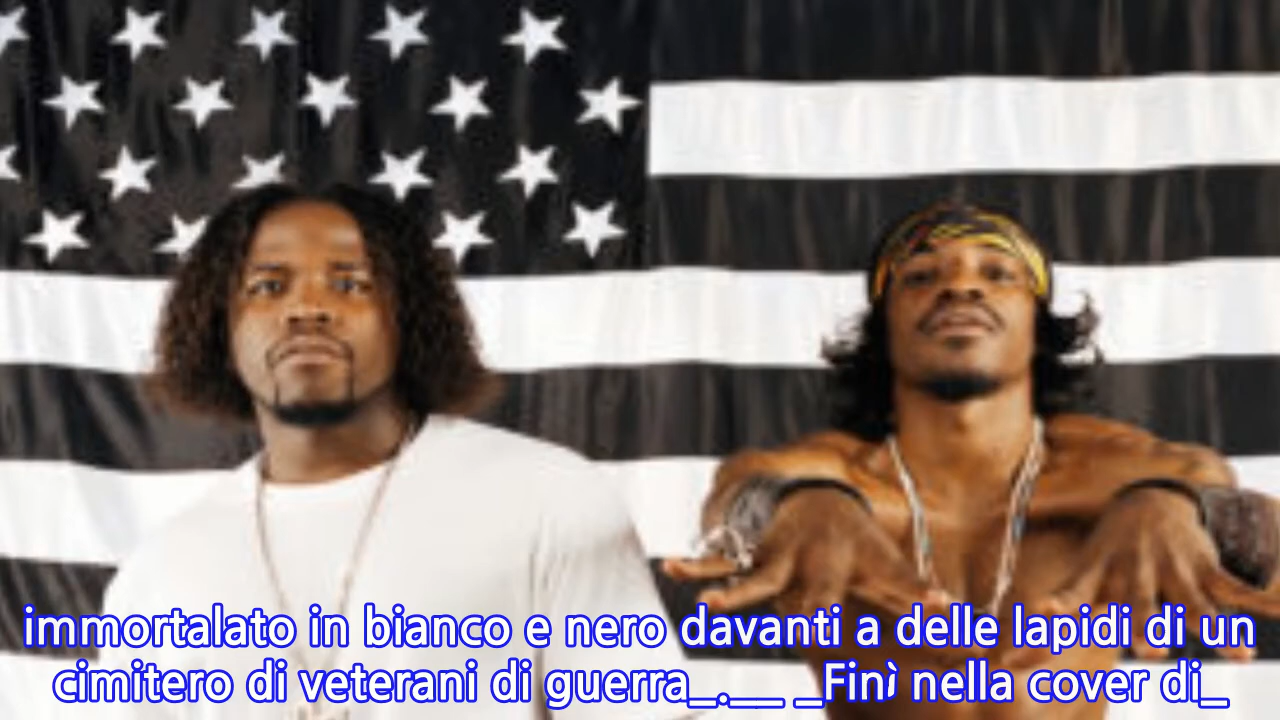 immortalato in bianco e nero davanti a delle lapidi di un
cimitero di veterani di guerra_.__ _Finì nella cover di_